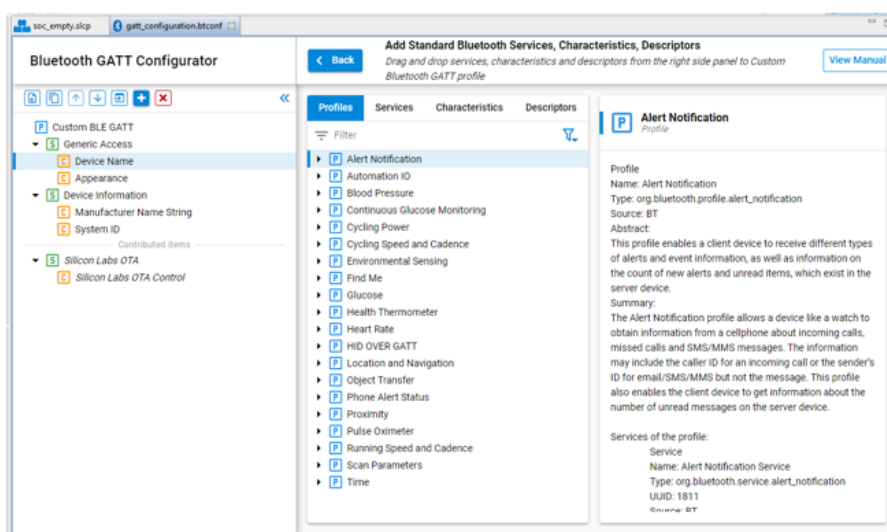 soc_empty.slcp
gatt_configuration.btconf
Bluetooth GATT Configurator
Custom BLE GATT
Generic Access
Device Name
Appearance
Device Information
Manufacturer Name String
System ID
Contributed items
Silicon Labs OTA
Silicon Labs OTA Control
Back
Add Standard Bluetooth Services, Characteristics, Descriptors
Drag and drop services, characteristics and descriptors from the right side panel to Custom
Bluetooth GATT profile
View Manual
Profiles Services Characteristics Descriptors
Filter
P Alert Notification
P Automation IO
P Blood Pressure
P Continuous Glucose Monitoring
P Cycling Power
P Cycling Speed and Cadence
P Environmental Sensing
P Find Me
P Glucose
P Health Thermometer
P Heart Rate
P HID OVER GATT
P Location and Navigation
P Object Transfer
P Phone Alert Status
P Proximity
P Pulse Oximeter
P Running Speed and Cadence
P Scan Parameters
P Time
P Alert Notification
Profile
Profile
Name: Alert Notification
Type: org.bluetooth.profile.alert_notification
Source: BT
Abstract:
This profile enables a client device to receive different types
of alerts and event information, as well as information on
the count of new alerts and unread items, which exist in the
server device.
Summary:
The Alert Notification profile allows a device like a watch to
obtain information from a cellphone about incoming calls,
missed calls and SMS/MMS messages. The information
may include the caller ID for an incoming call or the sender's
ID for email/SMS/MMS but not the message. This profile
also enables the client device to get information about the
number of unread messages on the server device.
Services of the profile:
Service
Name: Alert Notification Service
Type: org.bluetooth.service.alert_notification
UUID: 1811
Source: BT